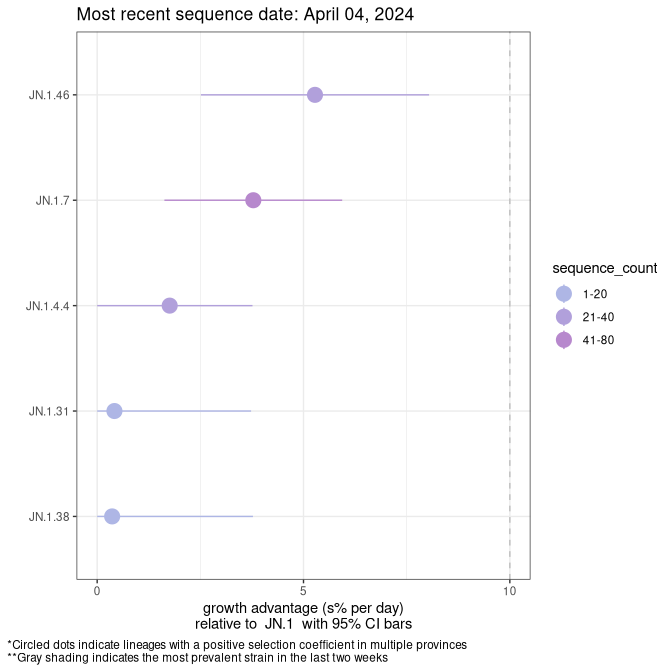 Most recent sequence date: April 04, 2024
JN.1.46
JN.1.7
JN.1.4.4
JN.1.31
JN.1.38
0
5
10
growth advantage (s% per day)
relative to JN.1 with 95% CI bars
sequence_count
1-20
21-40
41-80
*Circled dots indicate lineages with a positive selection coefficient in multiple provinces
**Gray shading indicates the most prevalent strain in the last two weeks